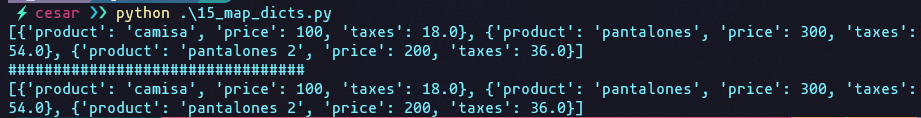 cesar ❯❯ python .\15_map_dicts.py
[{'product': 'camisa', 'price': 100, 'taxes': 18.0}, {'product': 'pantalones', 'price': 300, 'taxes':
54.0}, {'product': 'pantalones 2', 'price': 200, 'taxes': 36.0}]
#################################
[{'product': 'camisa', 'price': 100, 'taxes': 18.0}, {'product': 'pantalones', 'price': 300, 'taxes':
54.0}, {'product': 'pantalones 2', 'price': 200, 'taxes': 36.0}]